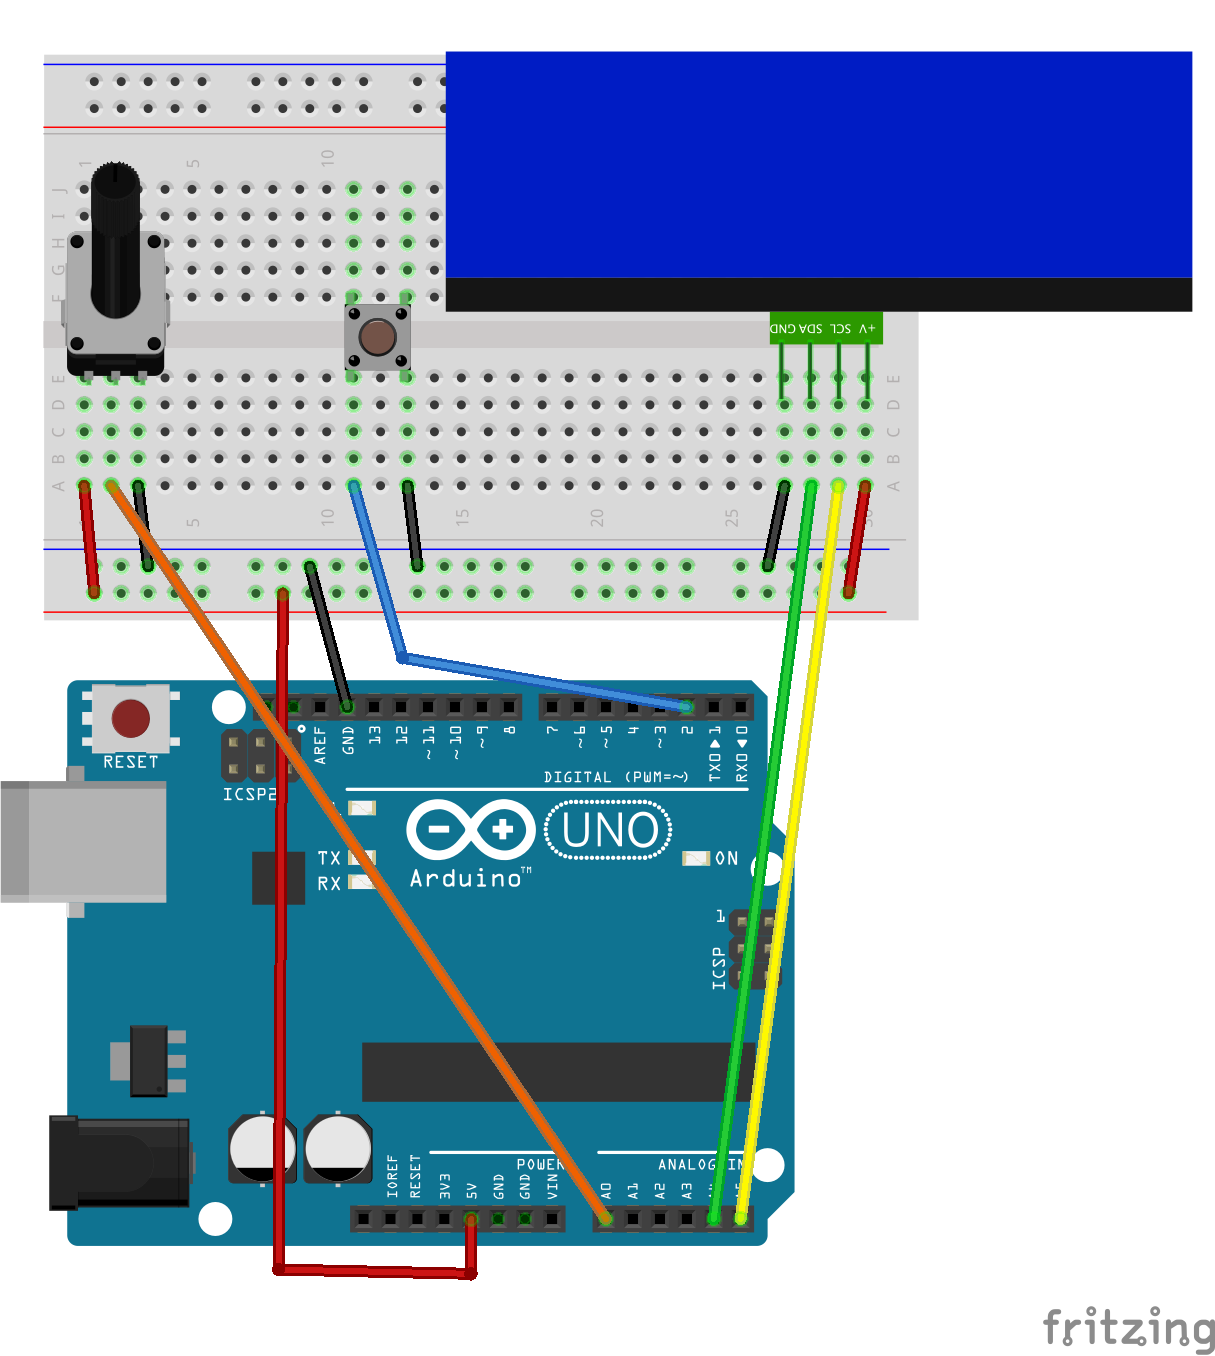 1 5 10
J
I
H
G
F
GND SDA SCL +V
E E
D D
C C
B B
A A
5 10 15 20 25 30
RESET
ICSP2
AREF GND 13 12 ~11 ~10 ~9 8 7 ~6 ~5 4 ~3 2 TX0▶1 RX0◀0
DIGITAL (PWM=~)
TX
RX
Arduino™
UNO
ON
1
ICSP
POWER
ANALOG IN
IOREF RESET 3V3 5V GND GND VIN A0 A1 A2 A3
fritzing